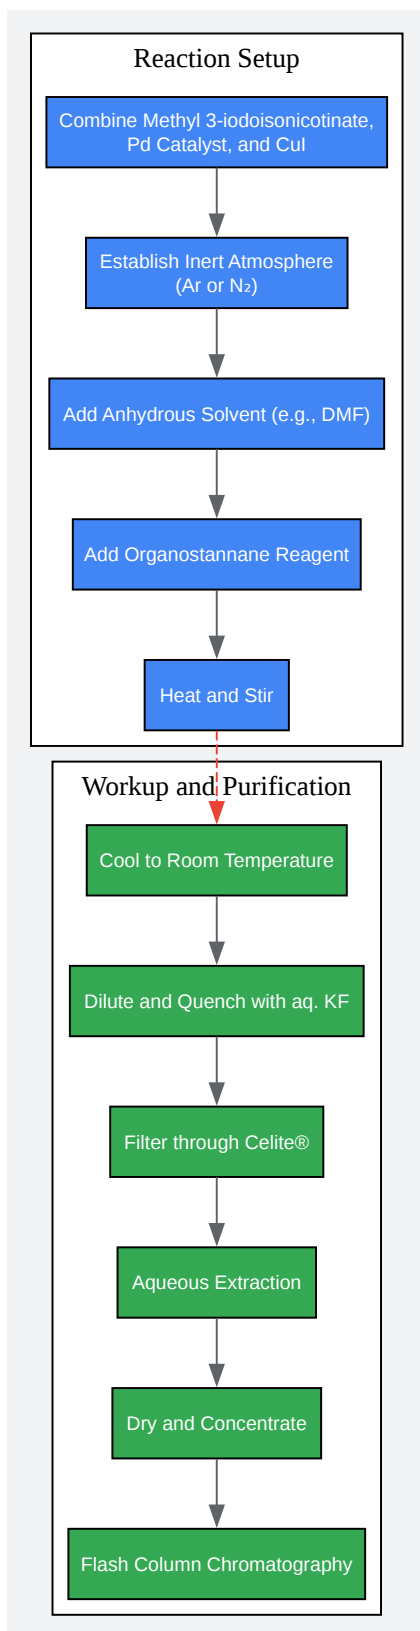 Reaction Setup
Combine Methyl 3-iodoisonicotinate,
Pd Catalyst, and CuI
Establish Inert Atmosphere
(Ar or N₂)
Add Anhydrous Solvent (e.g., DMF)
Add Organostannane Reagent
Heat and Stir
Workup and Purification
Cool to Room Temperature
Dilute and Quench with aq. KF
Filter through Celite®
Aqueous Extraction
Dry and Concentrate
Flash Column Chromatography